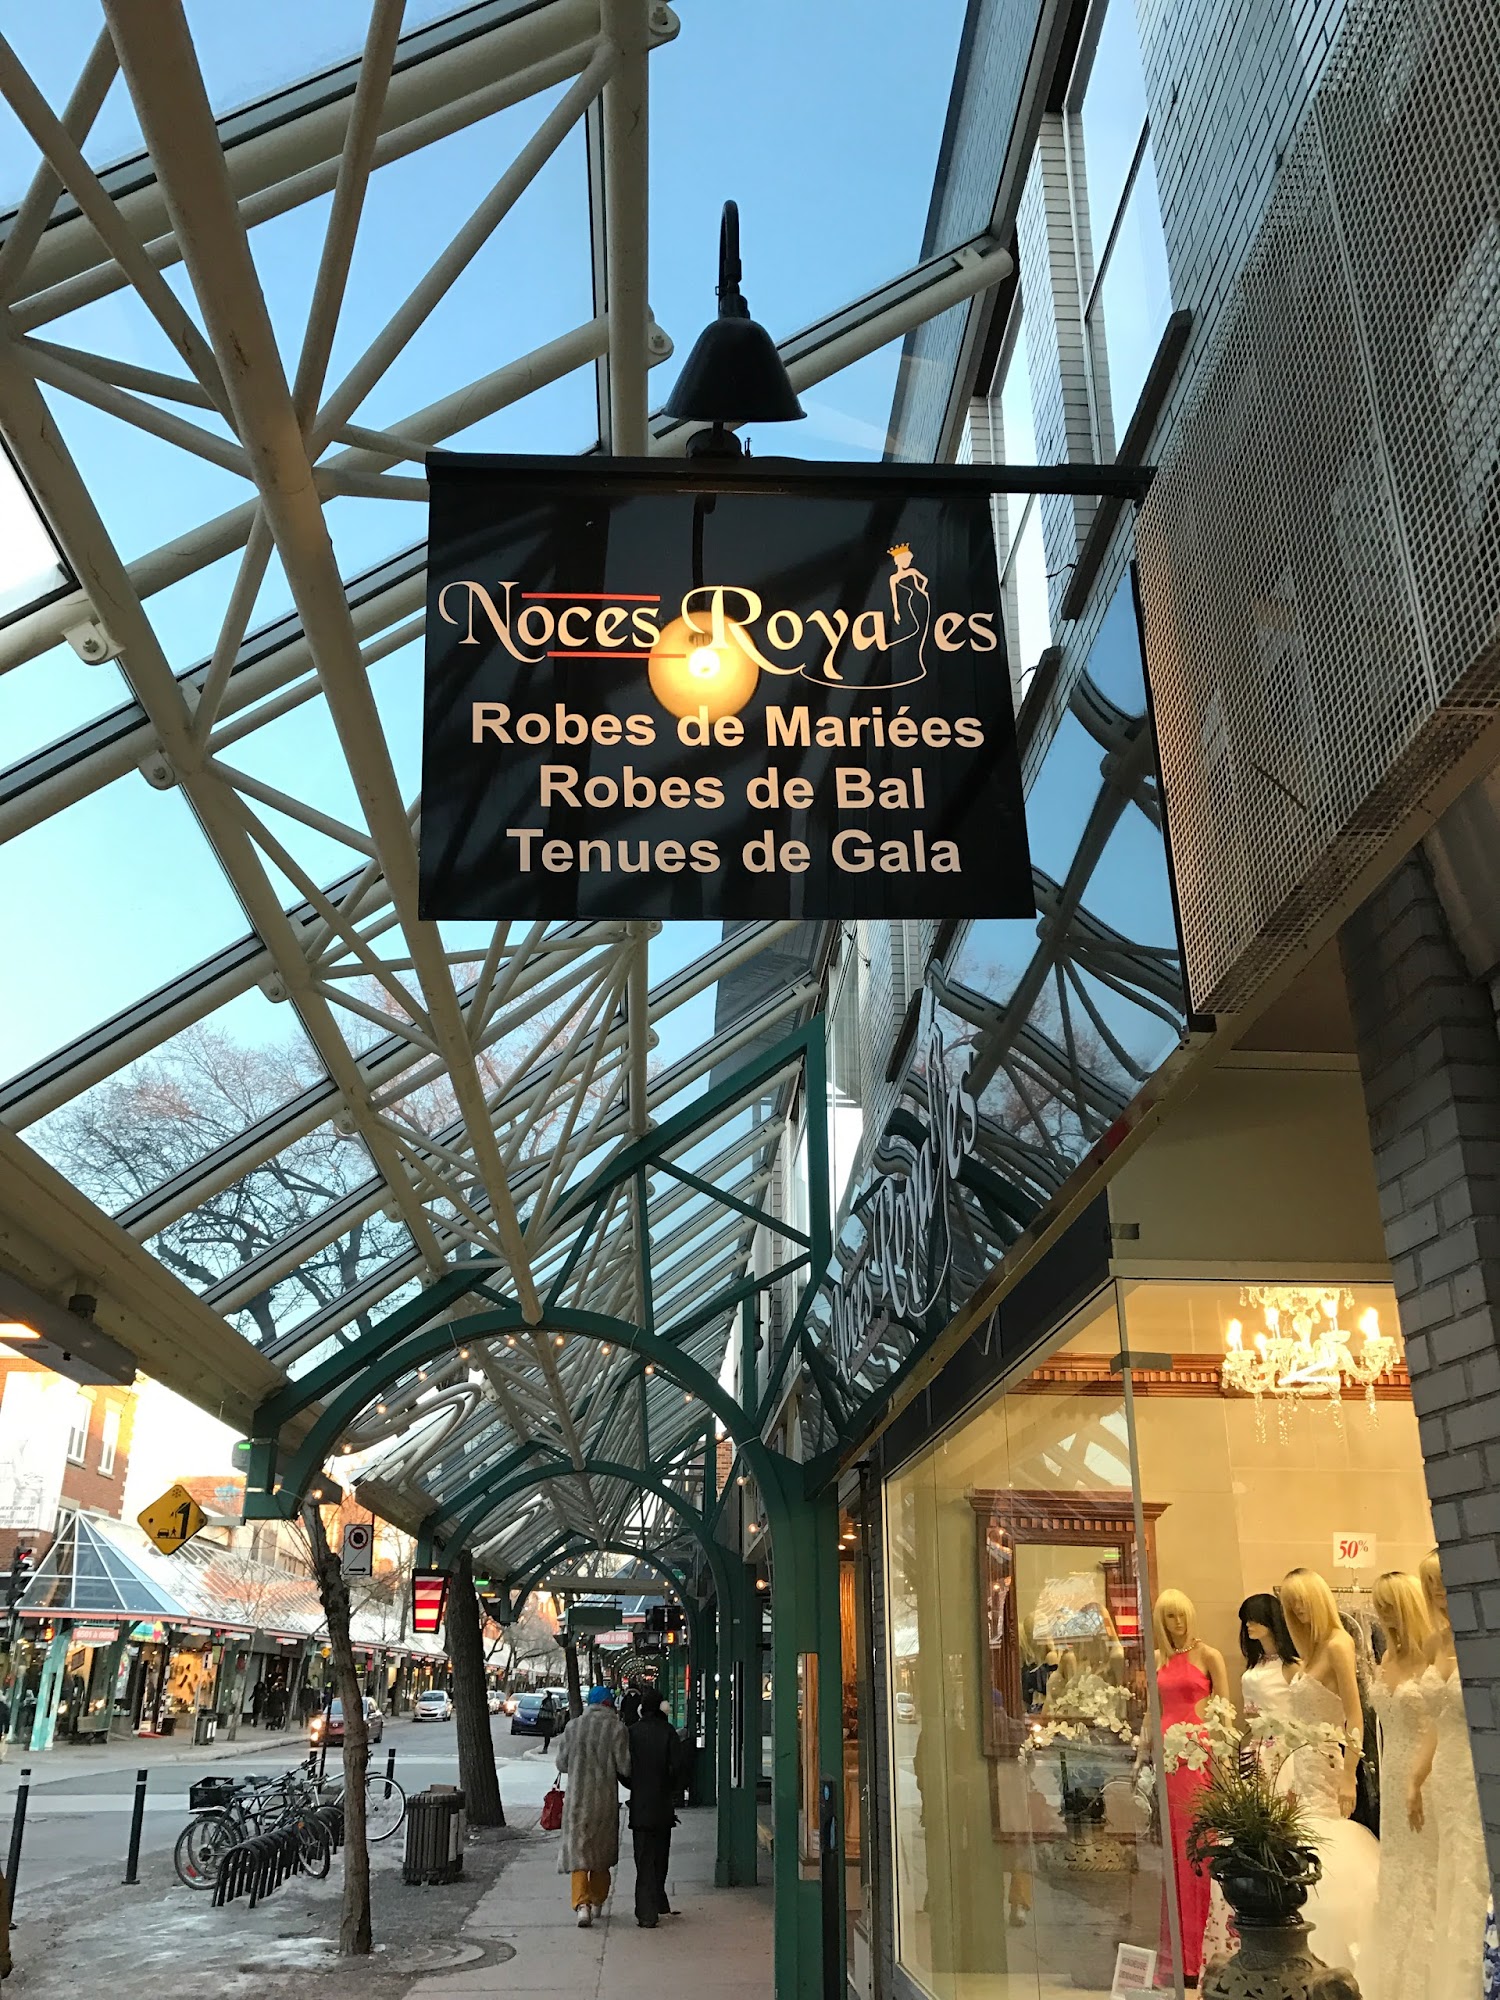 Noces Royales
Robes de Mariées
Robes de Bal
Tenues de Gala
Noces Royales
50%